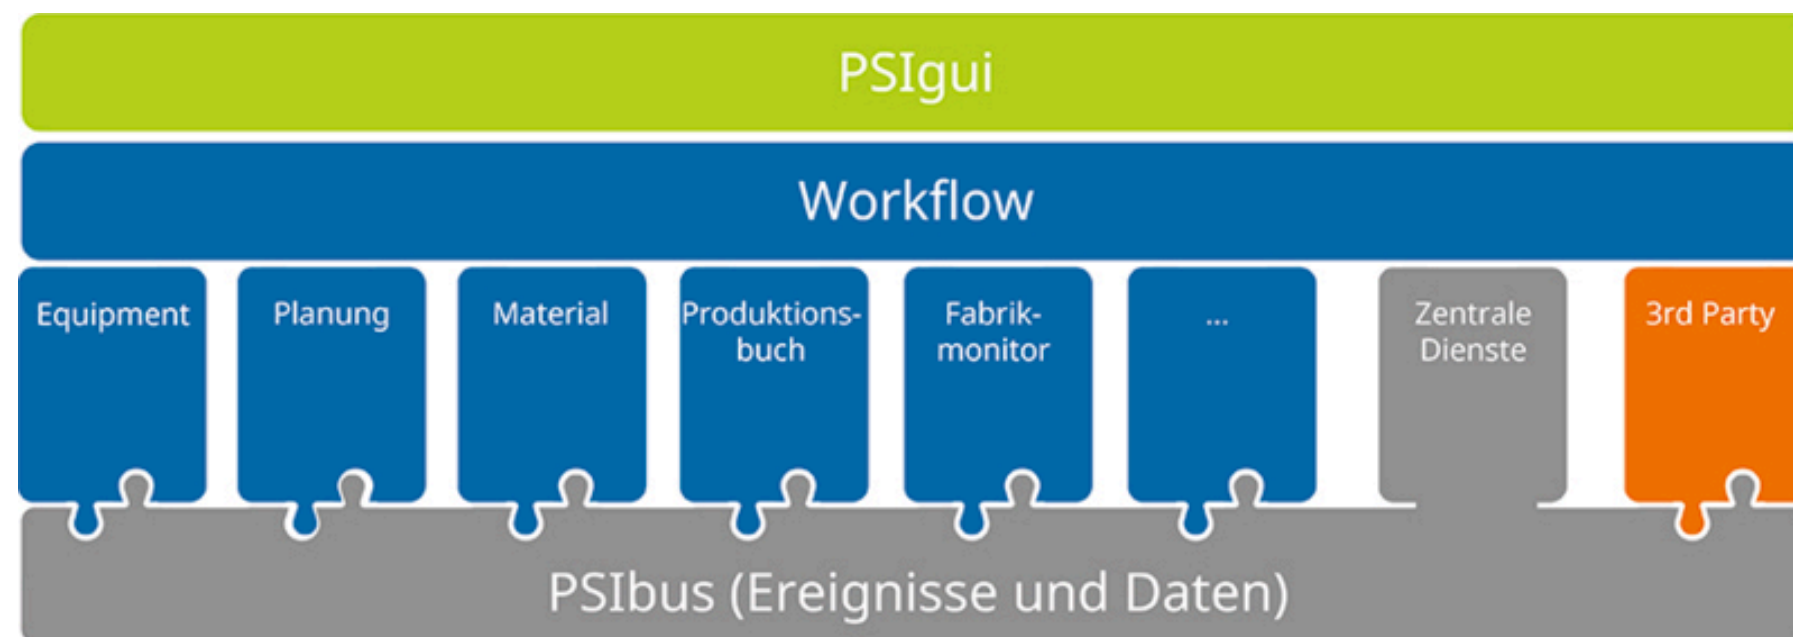 PSIgui
Workflow
Equipment
Planung
Material
Produktions-
buch
Fabrik-
monitor
...
Zentrale
Dienste
3rd Party
PSIbus (Ereignisse und Daten)